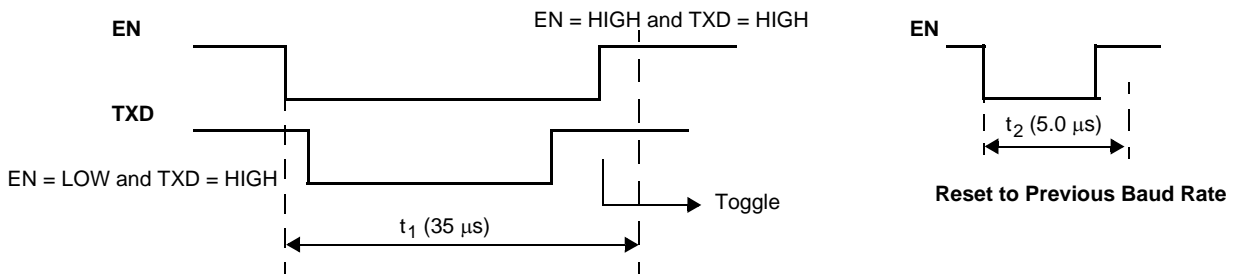 EN
EN = HIGH and TXD = HIGH
EN
TXD
t1 (35 μs)
t2 (5.0 μs)
EN = LOW and TXD = HIGH
Toggle
Reset to Previous Baud Rate